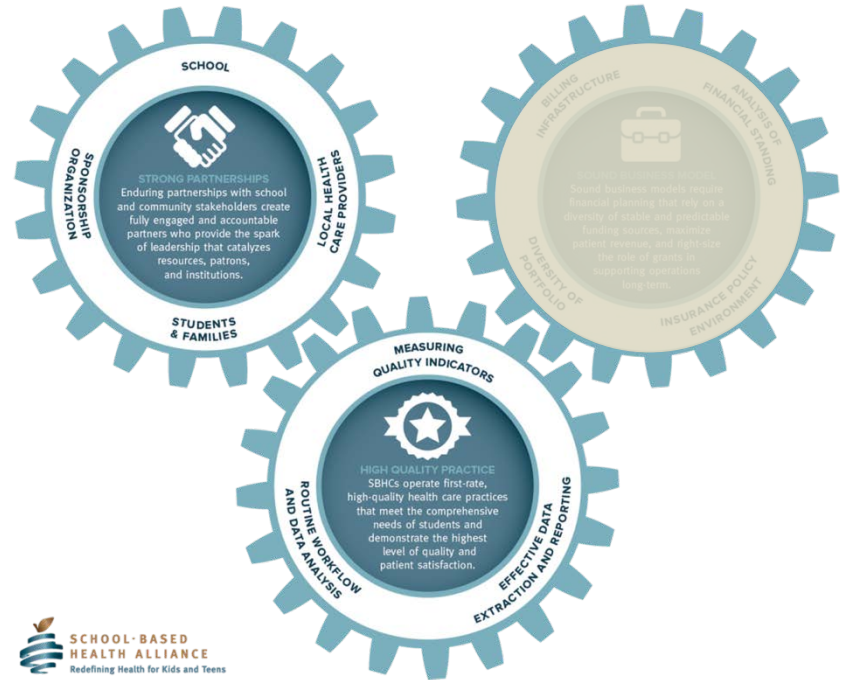 SCHOOL
SPONSORSHIP
ORGANIZATION
LOCAL HEALTH
CARE PROVIDERS
STUDENTS
& FAMILIES
STRONG PARTNERSHIPS
Enduring partnerships with school
and community stakeholders create
fully engaged and accountable
partners who provide the spark
of leadership that catalyzes
resources, patrons,
and institutions.
BILLING
INFRASTRUCTURE
ANALYSIS OF
FINANCIAL STANDING
DIVERSITY OF
PORTFOLIO
INSURANCE POLICY
ENVIRONMENT
SOUND BUSINESS MODEL
Sound business models require
financial planning that rely on a
diversity of stable and predictable
funding sources, maximize
patient revenue, and right-size
the role of grants in
supporting operations
long-term.
MEASURING
QUALITY INDICATORS
ROUTINE WORKFLOW
AND DATA ANALYSIS
EFFECTIVE DATA
EXTRACTION AND REPORTING
HIGH QUALITY PRACTICE
SBHCs operate first-rate,
high-quality health care practices
that meet the comprehensive
needs of students and
demonstrate the highest
level of quality and
patient satisfaction.
SCHOOL-BASED
HEALTH ALLIANCE
Redefining Health for Kids and Teens